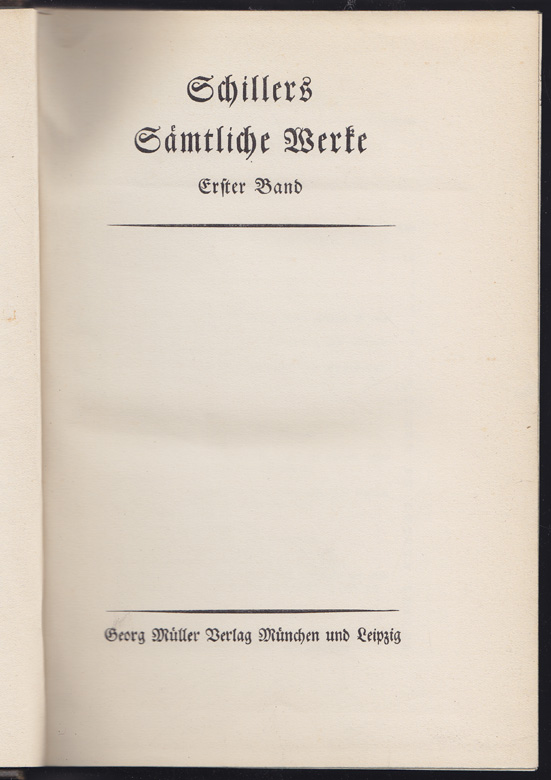 Schillers
Sämtliche Werke
Erster Band
Georg Müller Verlag München und Leipzig